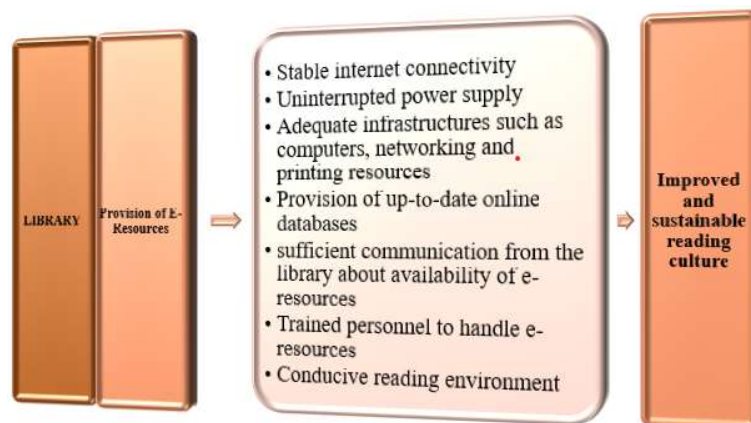 LIBRARY
Provision of E-
Resources
• Stable internet connectivity
• Uninterrupted power supply
• Adequate infrastructures such as
computers, networking and
printing resources
• Provision of up-to-date online
databases
• sufficient communication from the
library about availability of e-
resources
• Trained personnel to handle e-
resources
• Conducive reading environment
Improved
and
sustainable
reading
culture